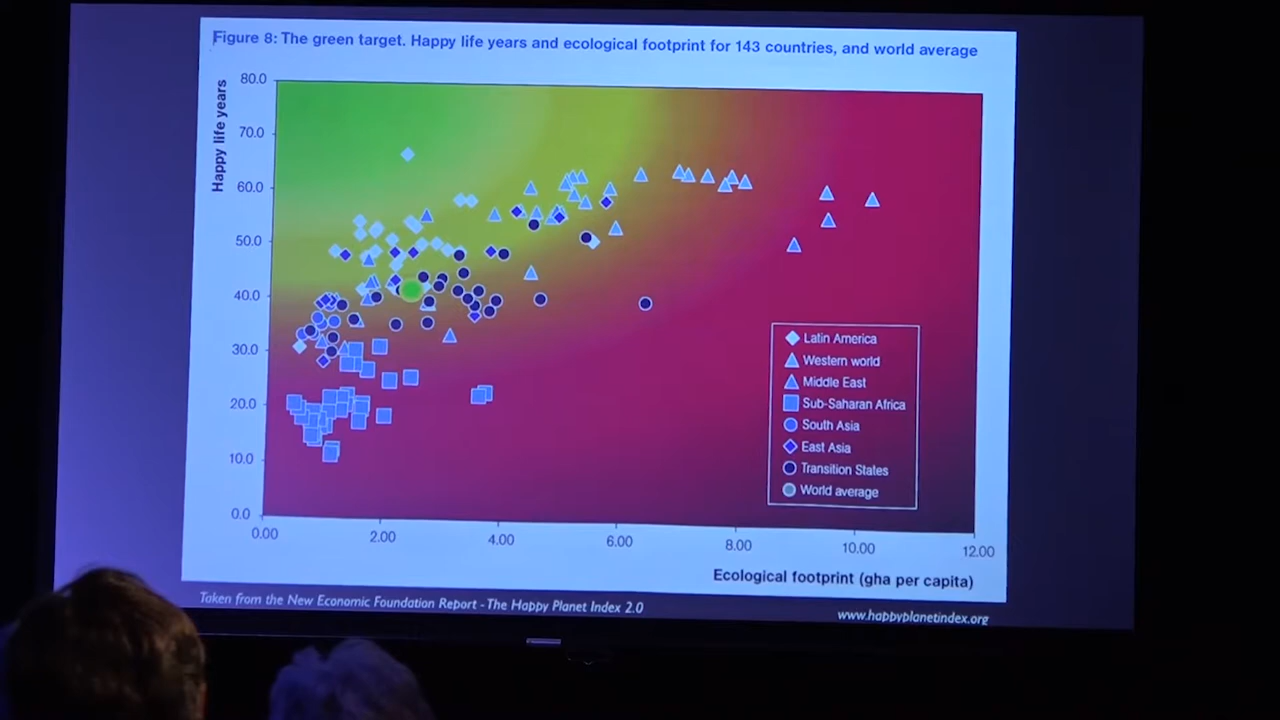 Figure 8: The green target. Happy life years and ecological footprint for 143 countries, and world average
Happy life years
80.0
70.0
60.0
50.0
40.0
30.0
20.0
10.0
0.0
0.00
2.00
4.00
6.00
8.00
10.00
12.00
Ecological footprint (gha per capita)
Latin America
Western world
Middle East
Sub-Saharan Africa
South Asia
East Asia
Transition States
World average
Taken from the New Economic Foundation Report - The Happy Planet Index 2.0
www.happyplanetindex.org